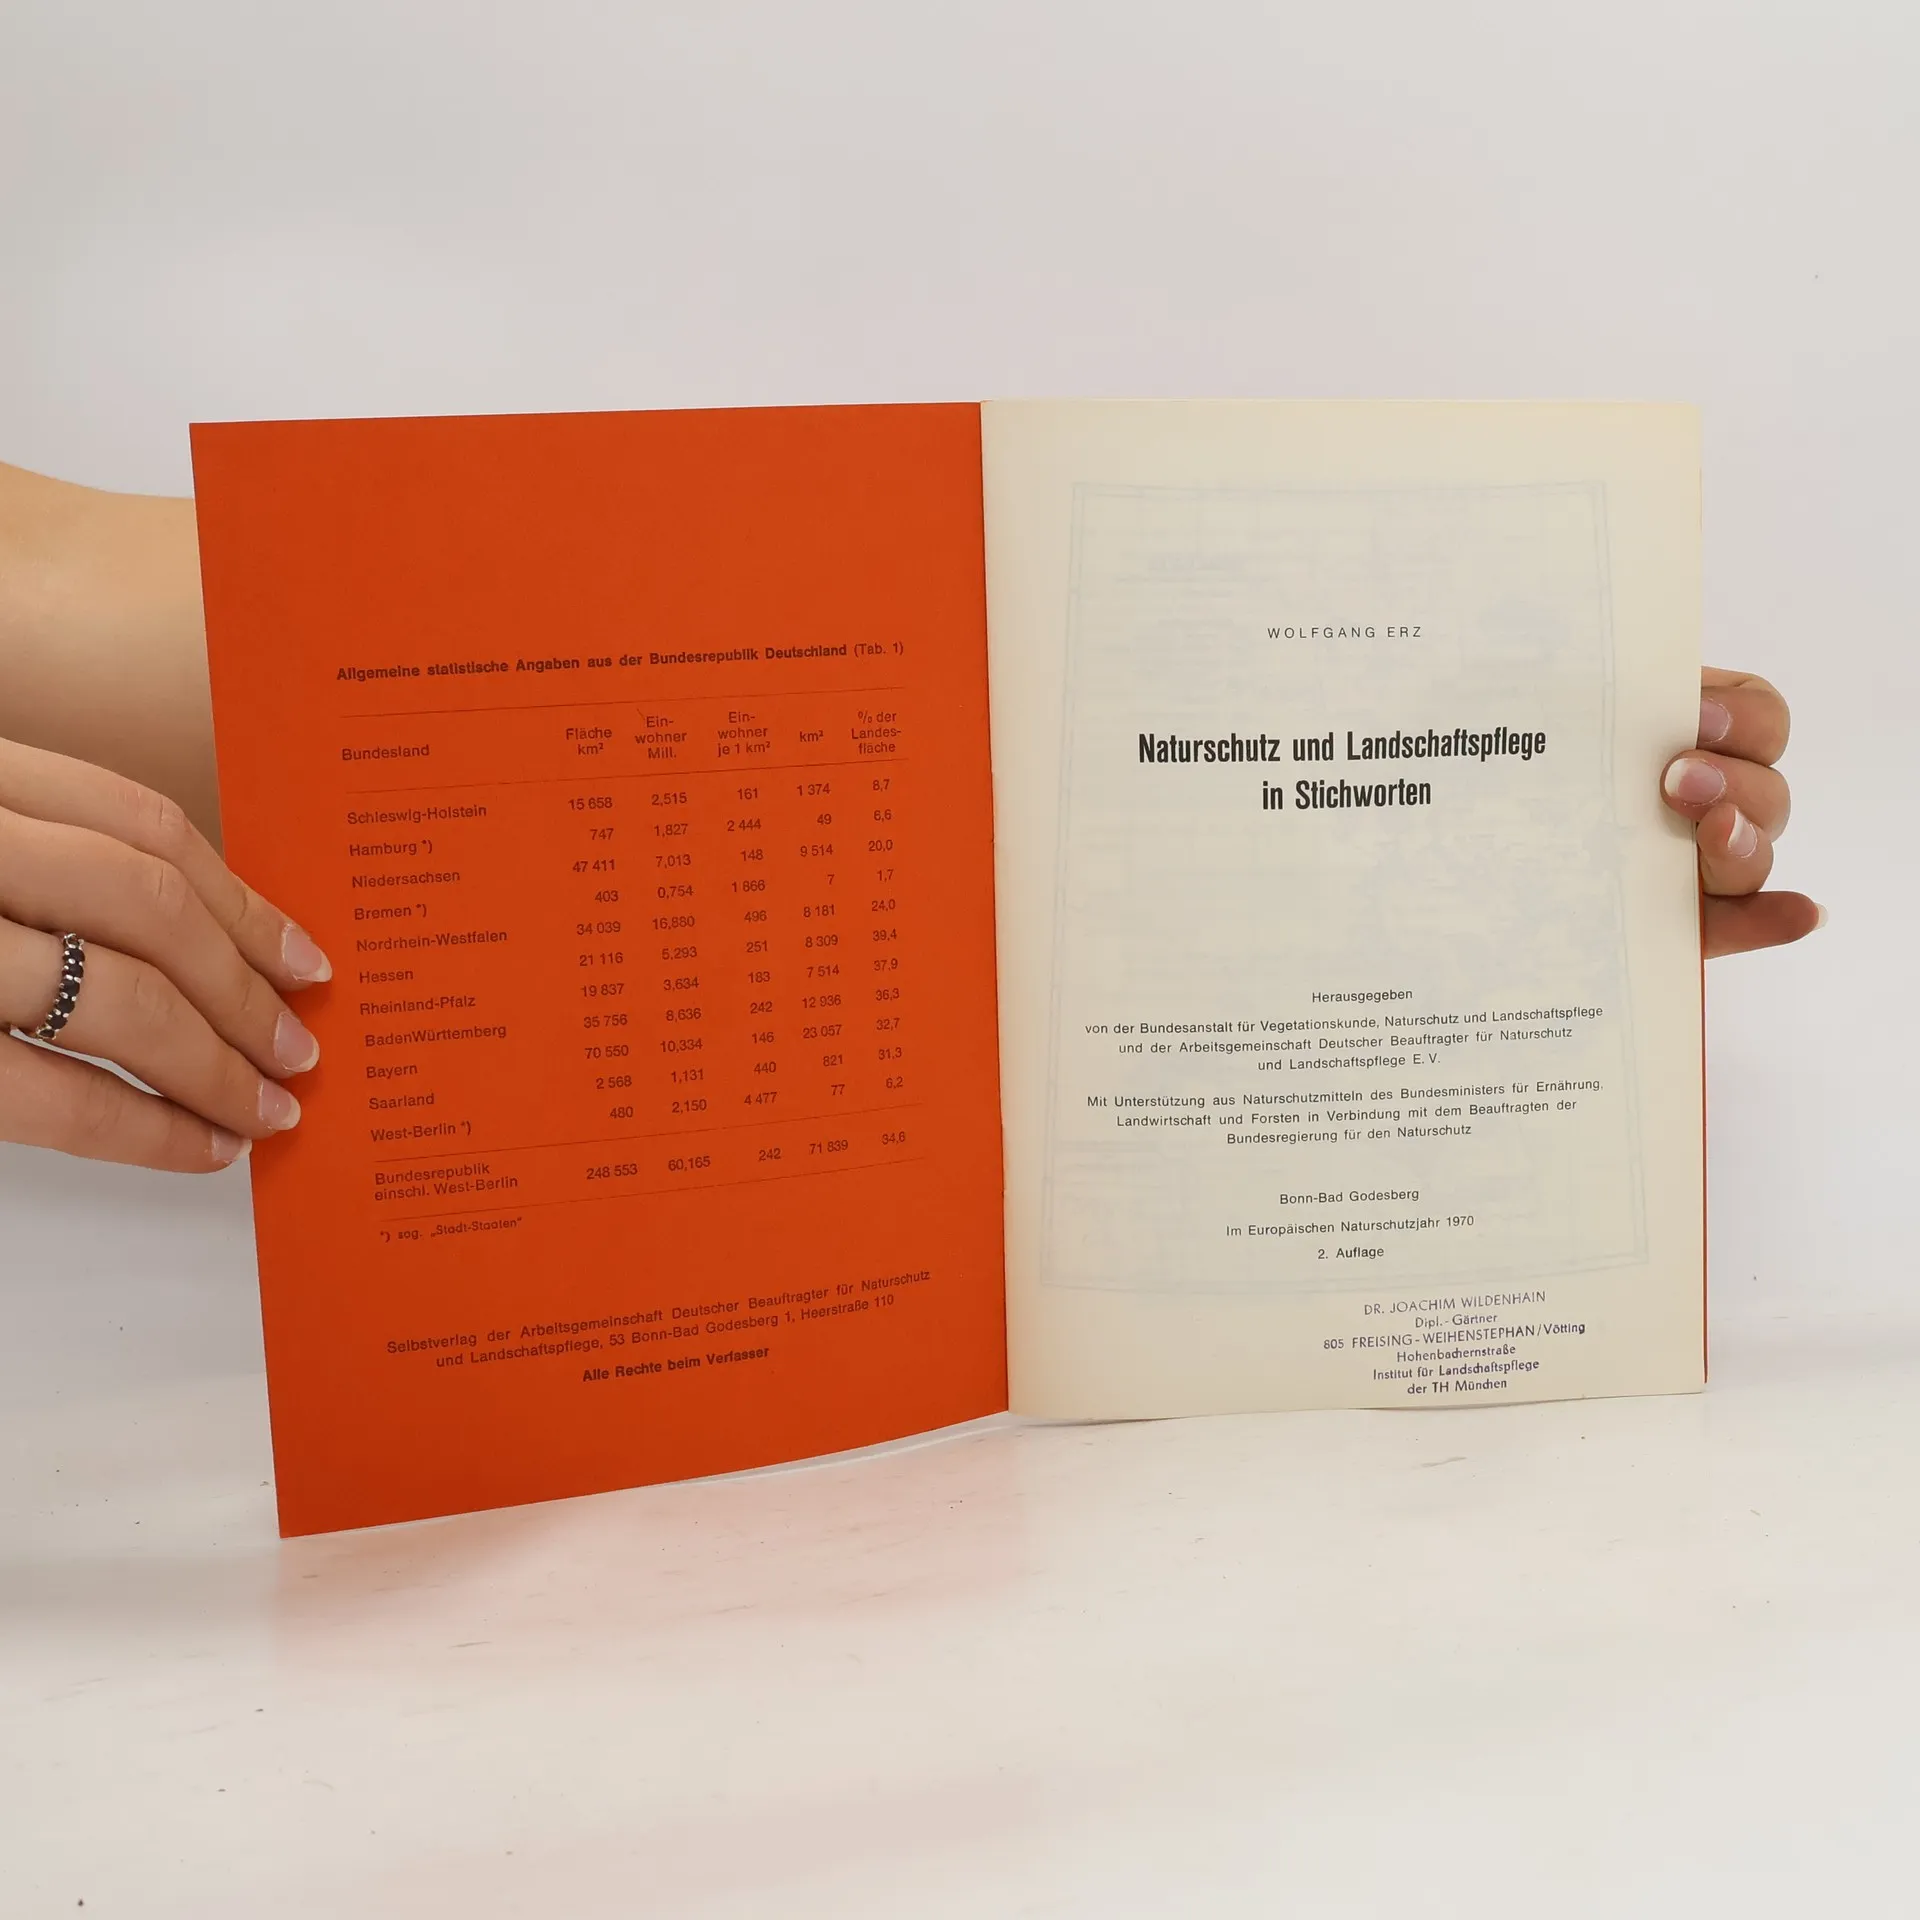 Allgemeine statistische Angaben aus der Bundesrepublik Deutschland (Tab. 1)
Bundesland Fläche km² Ein- wohner Mill. Ein- wohner je 1 km² km² % der Landes- fläche
Schleswig-Holstein 15 658 2,515 161 1 374 8,7
Hamburg *) 747 1,827 2 444 49 6,6
Niedersachsen 47 411 7,013 148 9 514 20,0
Bremen *) 403 0,754 1 866 7 1,7
Nordrhein-Westfalen 34 039 16,880 496 8 181 24,0
Hessen 21 116 5,293 251 8 309 39,4
Rheinland-Pfalz 19 837 3,634 183 7 514 37,9
BadenWürttemberg 35 756 8,636 242 12 936 36,3
Bayern 70 550 10,334 146 23 057 32,7
Saarland 2 568 1,131 440 821 31,3
West-Berlin *) 480 2,150 4 477 77 6,2
Bundesrepublik
einschl. West-Berlin 248 553 60,165 242 71 839 34,6
*) sog. „Stadt-Staaten“
Selbstverlag der Arbeitsgemeinschaft Deutscher Beauftragter für Naturschutz
und Landschaftspflege, 53 Bonn-Bad Godesberg 1, Heerstraße 110
Alle Rechte beim Verfasser
WOLFGANG ERZ
Naturschutz und Landschaftspflege
in Stichworten
Herausgegeben
von der Bundesanstalt für Vegetationskunde, Naturschutz und Landschaftspflege
und der Arbeitsgemeinschaft Deutscher Beauftragter für Naturschutz
und Landschaftspflege E. V.
Mit Unterstützung aus Naturschutzmitteln des Bundesministers für Ernährung,
Landwirtschaft und Forsten in Verbindung mit dem Beauftragten der
Bundesregierung für den Naturschutz
Bonn-Bad Godesberg
Im Europäischen Naturschutzjahr 1970
2. Auflage
DR. JOACHIM WILDENHAIN
Dipl.-Gärtner
805 FREISING-WEIHENSTEPHAN/Vötting
Hohenbachernstraße
Institut für Landschaftspflege
der TH München